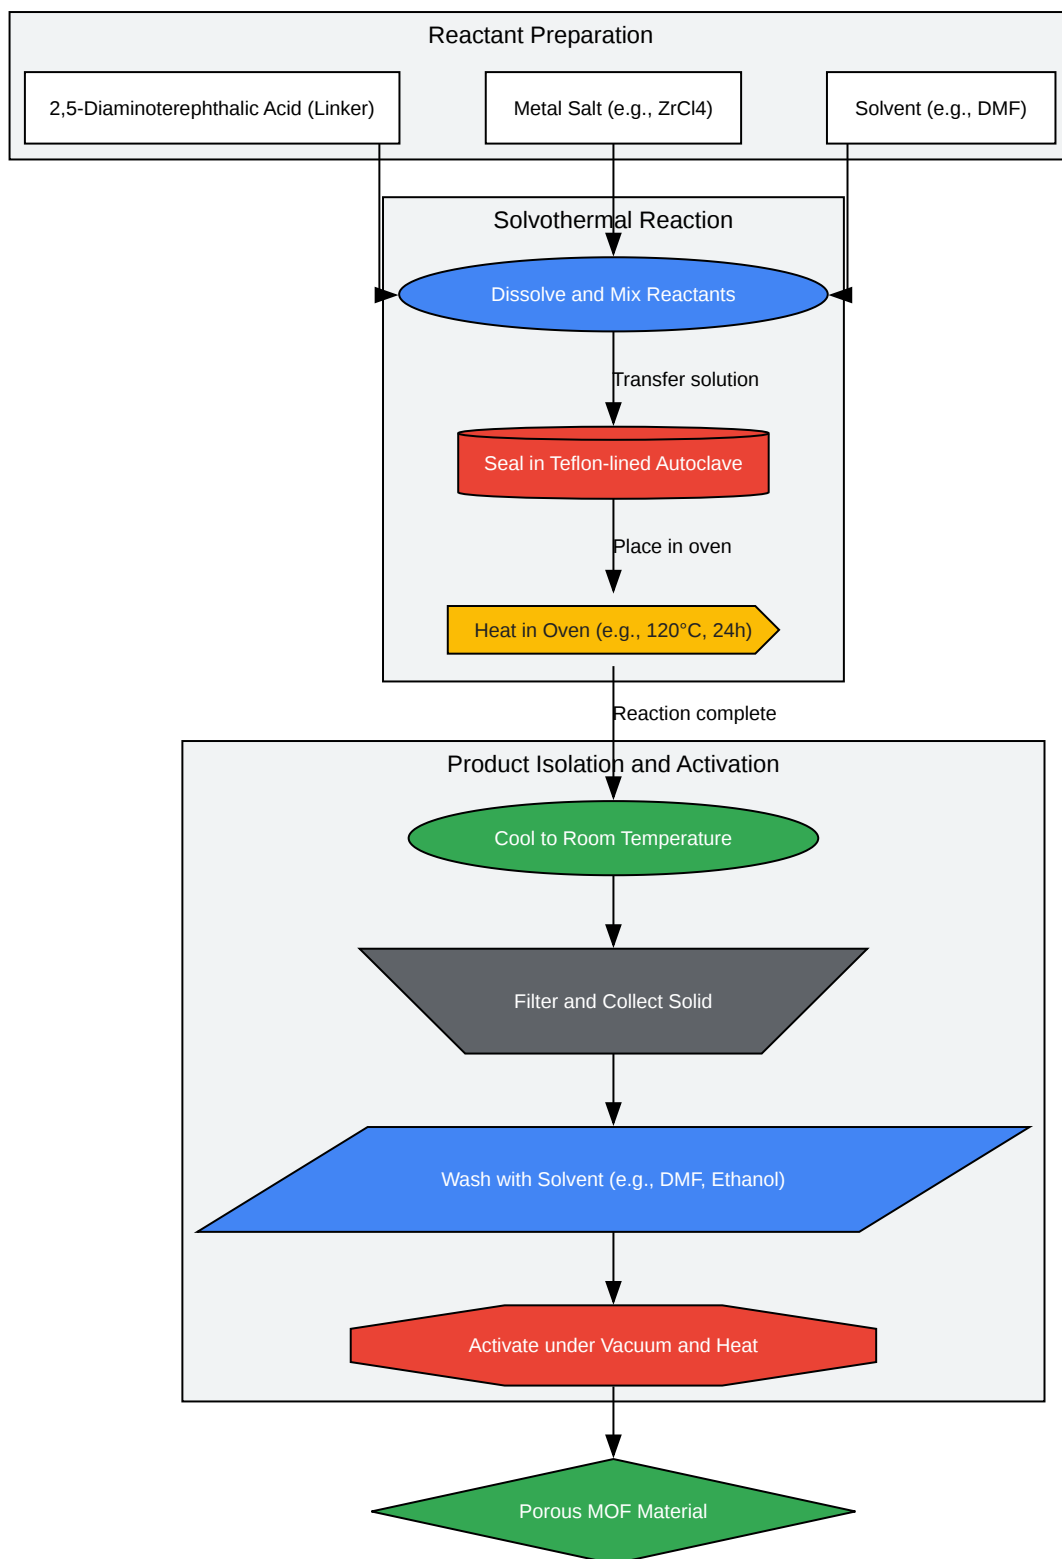 Reactant Preparation
2,5-Diaminoterephthalic Acid (Linker)
Metal Salt (e.g., ZrCl4)
Solvent (e.g., DMF)
Solvothermal Reaction
Dissolve and Mix Reactants
Transfer solution
Seal in Teflon-lined Autoclave
Place in oven
Heat in Oven (e.g., 120°C, 24h)
Reaction complete
Product Isolation and Activation
Cool to Room Temperature
Filter and Collect Solid
Wash with Solvent (e.g., DMF, Ethanol)
Activate under Vacuum and Heat
Porous MOF Material